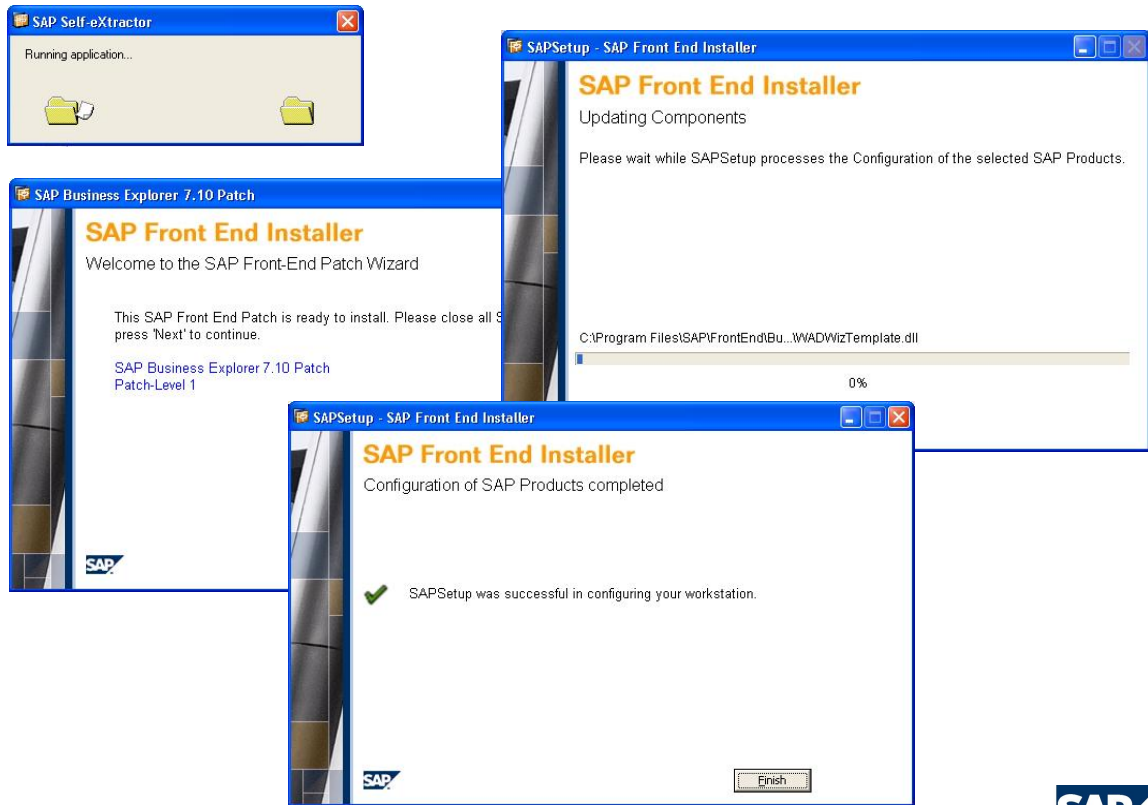 SAP Self-eXtractor
Running application...
SAPSetup - SAP Front End Installer
SAP Front End Installer
Updating Components
Please wait while SAPSetup processes the Configuration of the selected SAP Products.
C:\Program Files\SAP\FrontEnd\Bu...\WADWizTemplate.dll
0%
SAP Business Explorer 7.10 Patch
SAP Front End Installer
Welcome to the SAP Front-End Patch Wizard
This SAP Front End Patch is ready to install. Please close all S
press 'Next' to continue.
SAP Business Explorer 7.10 Patch
Patch-Level 1
SAP
SAPSetup - SAP Front End Installer
SAP Front End Installer
Configuration of SAP Products completed
SAPSetup was successful in configuring your workstation.
SAP
Finish
SAP